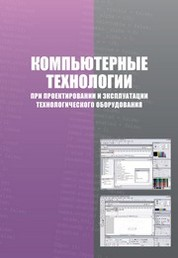 КОМПЬЮТЕРНЫЕ
ТЕХНОЛОГИИ
ПРИ ПРОЕКТИРОВАНИИ И ЭКСПЛУАТАЦИИ
ТЕХНОЛОГИЧЕСКОГО ОБОРУДОВАНИЯ